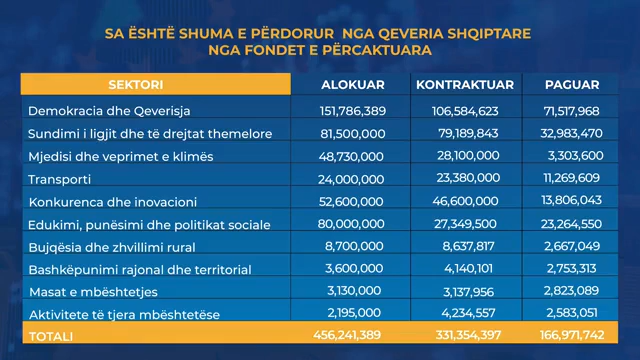 SA ËSHTË SHUMA E PËRDORUR NGA QEVERIA SHQIPTARE
NGA FONDET E PËRCAKTUARA
SEKTORI ALOKUAR KONTRAKTUAR PAGUAR
Demokracia dhe Qeverisja 151,786,389 106,584,623 71,517,968
Sundimi i ligjit dhe të drejtat themelore 81,500,000 79,189,843 32,983,470
Mjedisi dhe veprimet e klimës 48,730,000 28,100,000 3,303,600
Transporti 24,000,000 23,380,000 11,269,609
Konkurenca dhe inovacioni 52,600,000 46,600,000 13,806,043
Edukimi, punësimi dhe politikat sociale 80,000,000 27,349,500 23,264,550
Bujqësia dhe zhvillimi rural 8,700,000 8,637,817 2,667,049
Bashkëpunimi rajonal dhe territorial 3,600,000 4,140,101 2,753,313
Masat e mbështetjes 3,130,000 3,137,956 2,823,089
Aktivitete të tjera mbështetëse 2,195,000 4,234,557 2,583,051
TOTALI 456,241,389 331,354,397 166,971,742